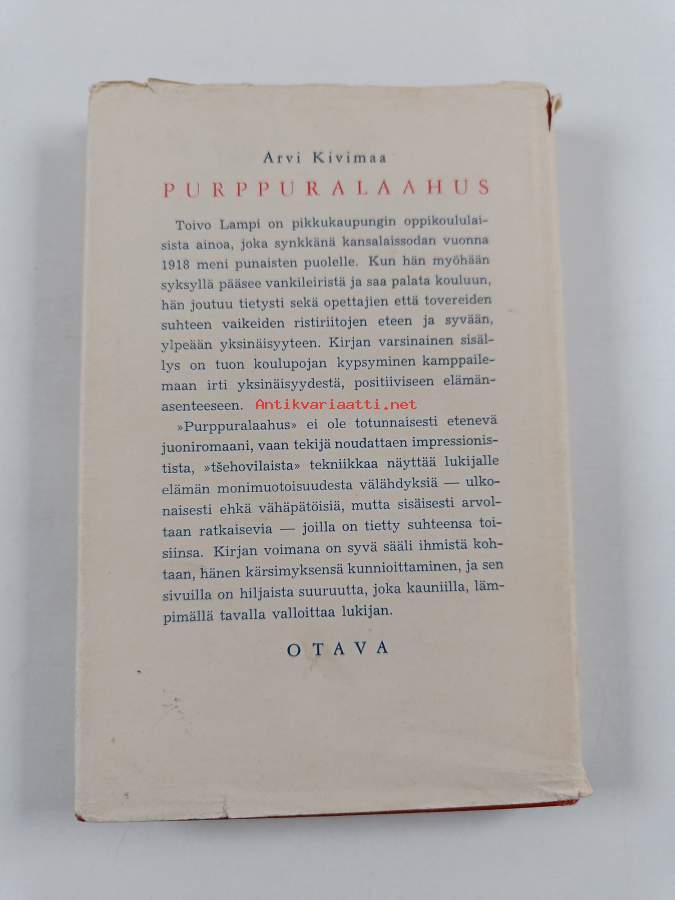 Arvi Kivimaa
PURPPURALAAHUS
Toivo Lampi on pikkukaupungin oppikoululai-
sista ainoa, joka synkkänä kansalaissodan vuonna
1918 meni punaisten puolelle. Kun hän myöhään
syksyllä pääsee vankileiristä ja saa palata kouluun,
hän joutuu tietysti sekä opettajien että tovereiden
suhteen vaikeiden ristiriitojen eteen ja syvään,
ylpeään yksinäisyyteen. Kirjan varsinainen sisäl-
lys on tuon koulupojan kypsyminen kamppaile-
maan irti yksinäisyydestä, positiiviseen elämän-
asenteeseen. Antikvariaatti.net
»Purppuralaahus» ei ole totunnaisesti etenevä
juoniromaani, vaan tekijä noudattaen impressionis-
tista, »tšehovilaista» tekniikkaa näyttää lukijalle
elämän monimuotoisuudesta välähdyksiä — ulko-
naisesti ehkä vähäpätöisiä, mutta sisäisesti arvol-
taan ratkaisevia — joilla on tietty suhteensa toi-
siinsa. Kirjan voimana on syvä sääli ihmistä koh-
taan, hänen kärsimyksensä kunnioittaminen, ja sen
sivuilla on hiljaista suuruutta, joka kauniilla, läm-
pimällä tavalla valloittaa lukijan.
OTAVA